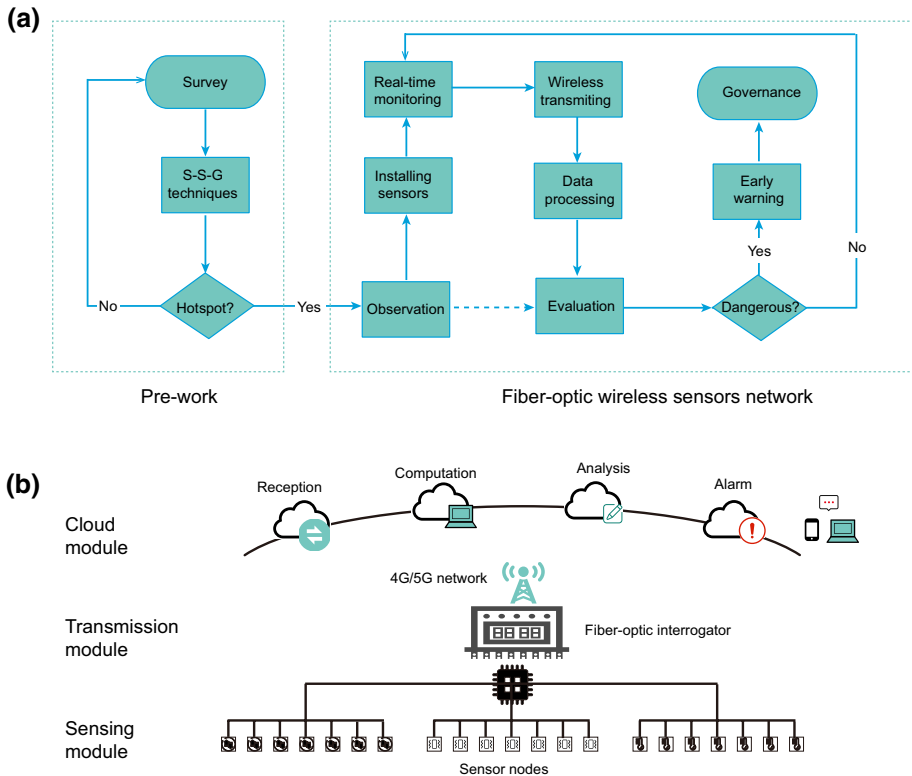 (a)
Survey
S-S-G
techniques
Hotspot?
No
Yes
Pre-work
Real-time
monitoring
Wireless
transmiting
Governance
Installing
sensors
Data
processing
Early
warning
Yes
No
Observation
Evaluation
Dangerous?
Fiber-optic wireless sensors network
(b)
Cloud
module
Reception
Computation
Analysis
Alarm
4G/5G network
Transmission
module
Fiber-optic interrogator
Sensing
module
Sensor nodes